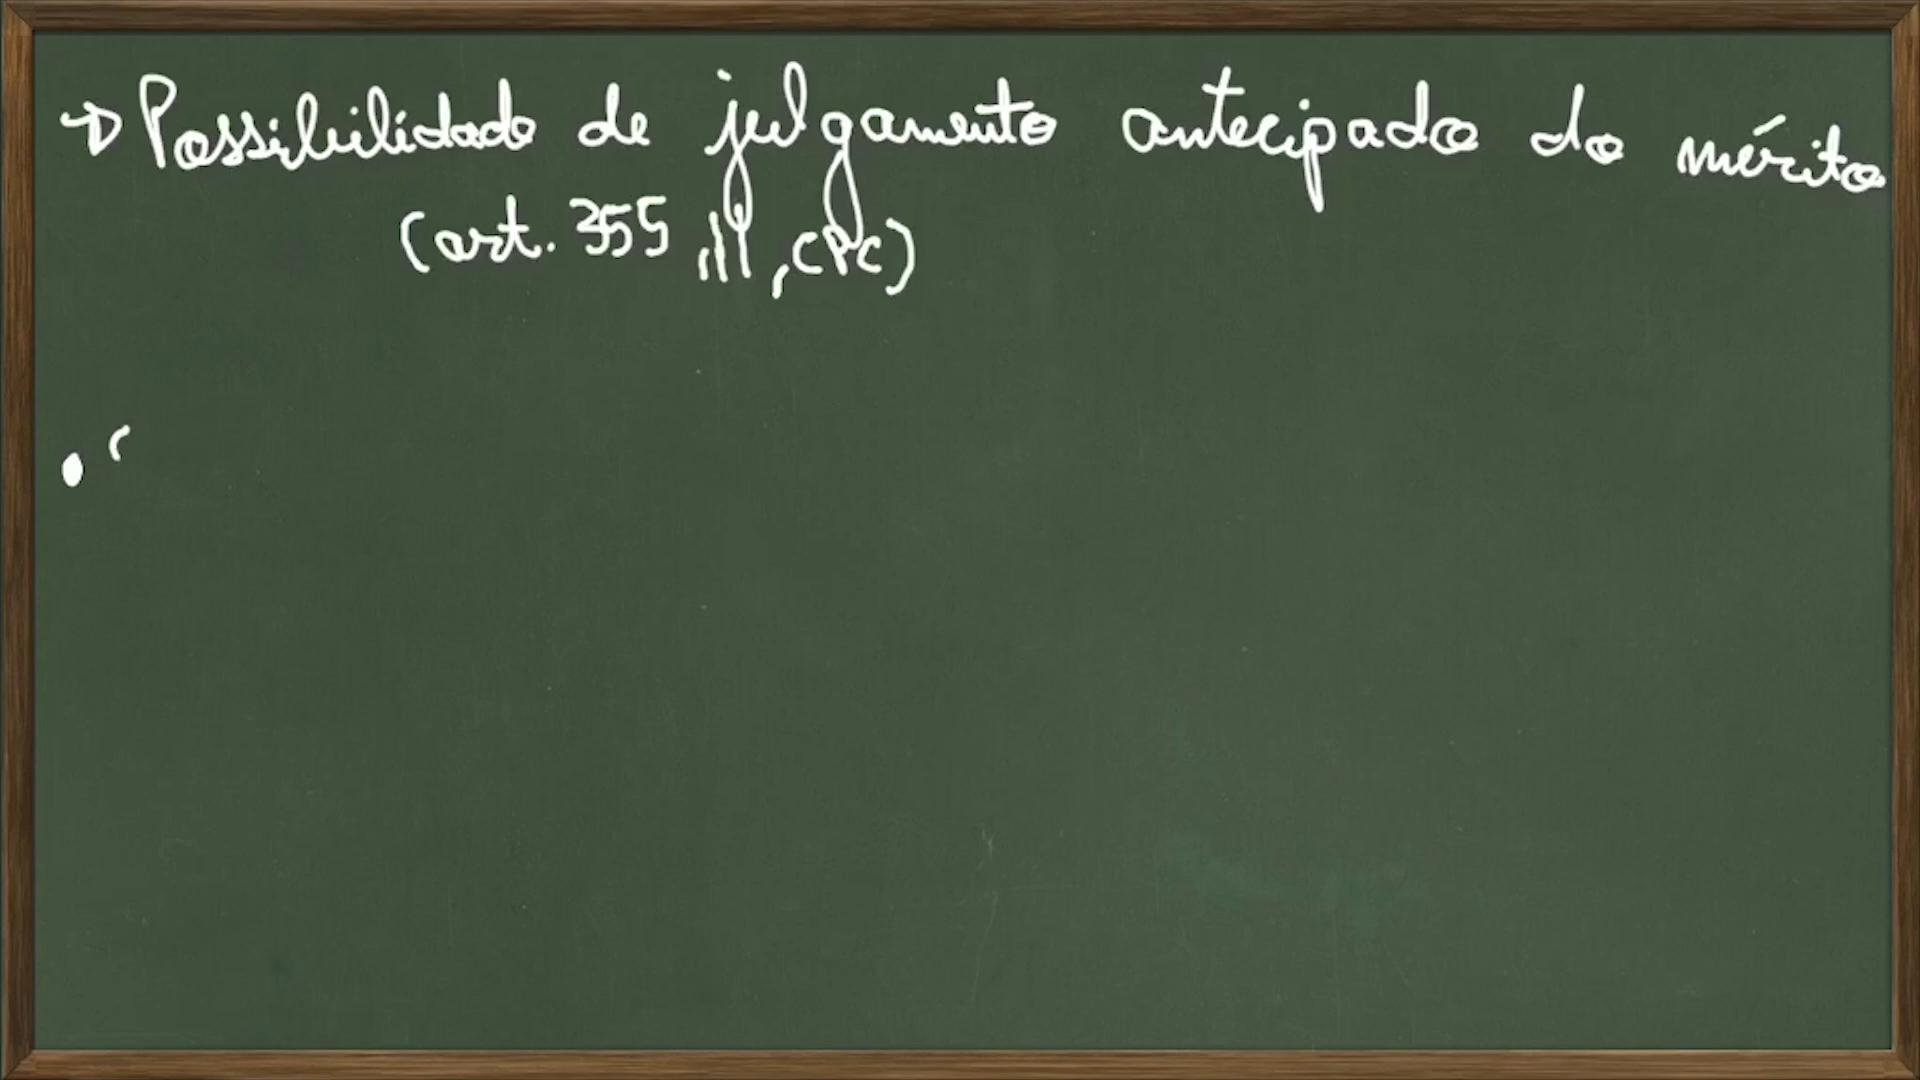 → Possibilidade de julgamento antecipado do mérito
(art. 355, II, CPC)
•